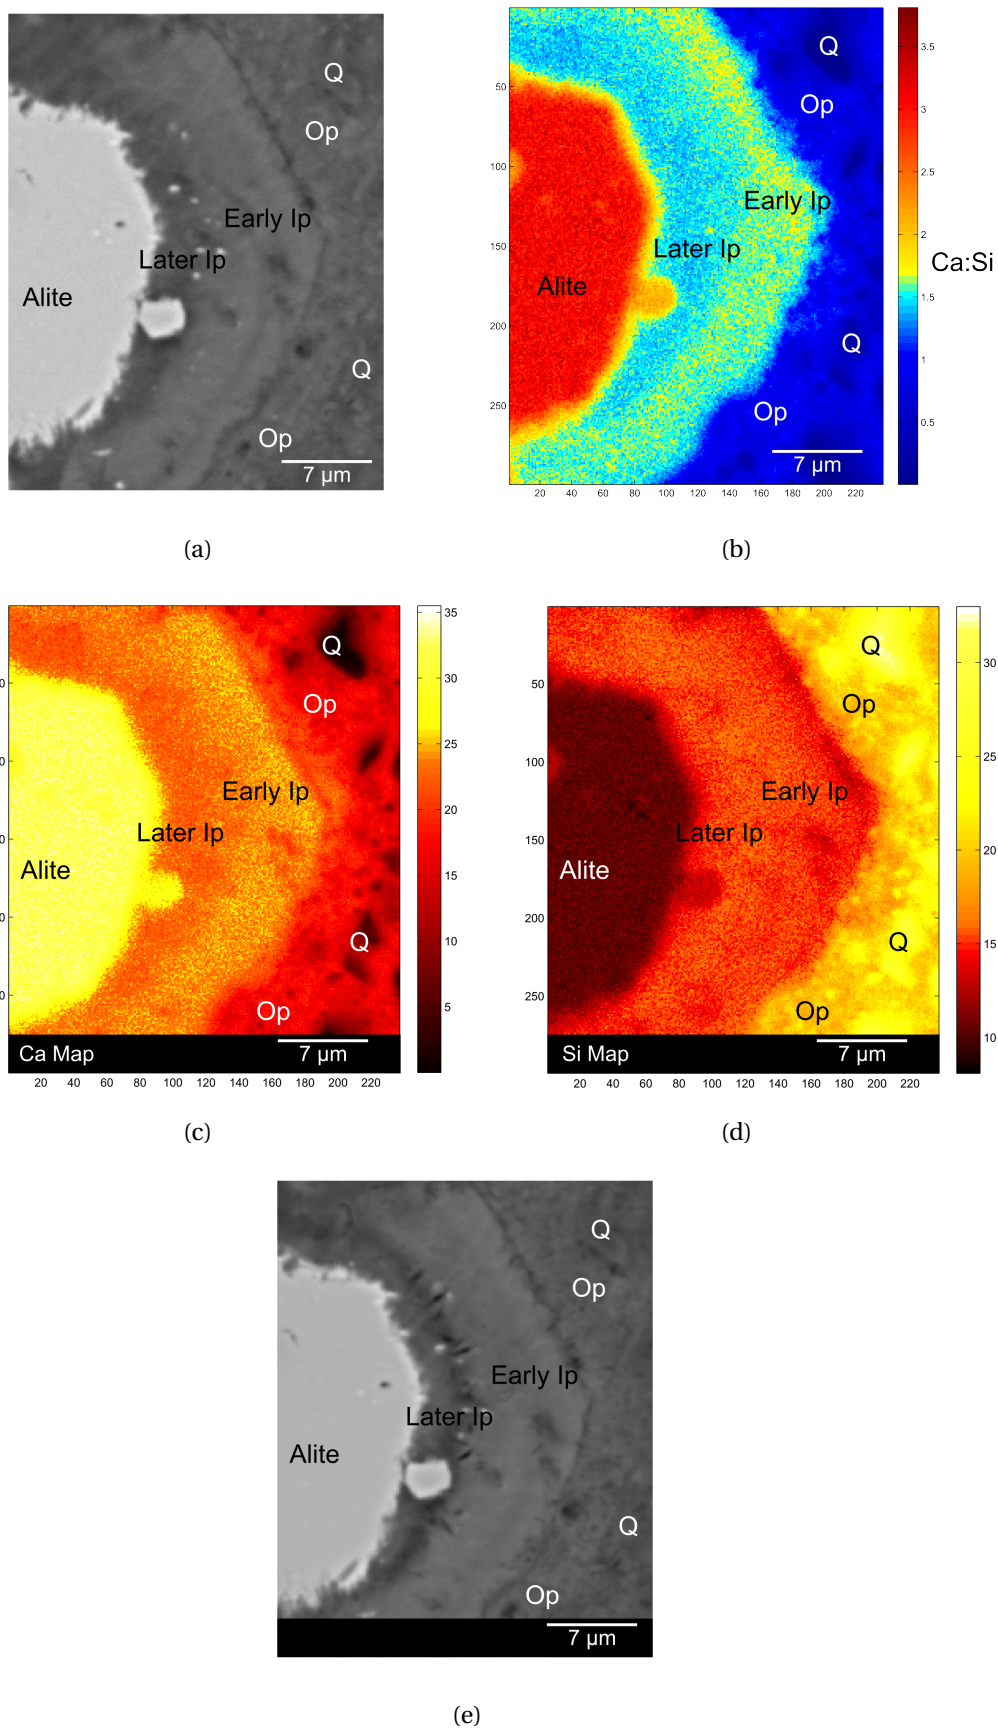 Q
Op
Early Ip
Later Ip
Alite
Q
Op
7 µm
(a)
50
100
150
200
250
20 40 60 80 100 120 140 160 180 200 220
Q
Op
Early Ip
Later Ip
Alite
Q
Op
7 µm
3.5
3
2.5
2
1.5
1
0.5
Ca:Si
(b)
Q
Op
Early Ip
Later Ip
Alite
Q
Op
Ca Map
7 µm
20 40 60 80 100 120 140 160 180 200 220
35
30
25
20
15
10
5
(c)
50
100
150
200
250
Q
Op
Early Ip
Later Ip
Alite
Q
Op
Si Map
7 µm
20 40 60 80 100 120 140 160 180 200 220
30
25
20
15
10
(d)
Q
Op
Early Ip
Later Ip
Alite
Q
Op
7 µm
(e)